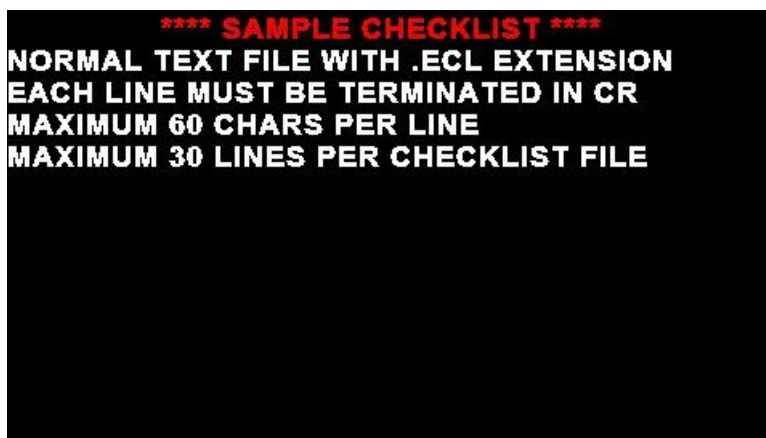 **** SAMPLE CHECKLIST ****
NORMAL TEXT FILE WITH .ECL EXTENSION
EACH LINE MUST BE TERMINATED IN CR
MAXIMUM 60 CHARS PER LINE
MAXIMUM 30 LINES PER CHECKLIST FILE